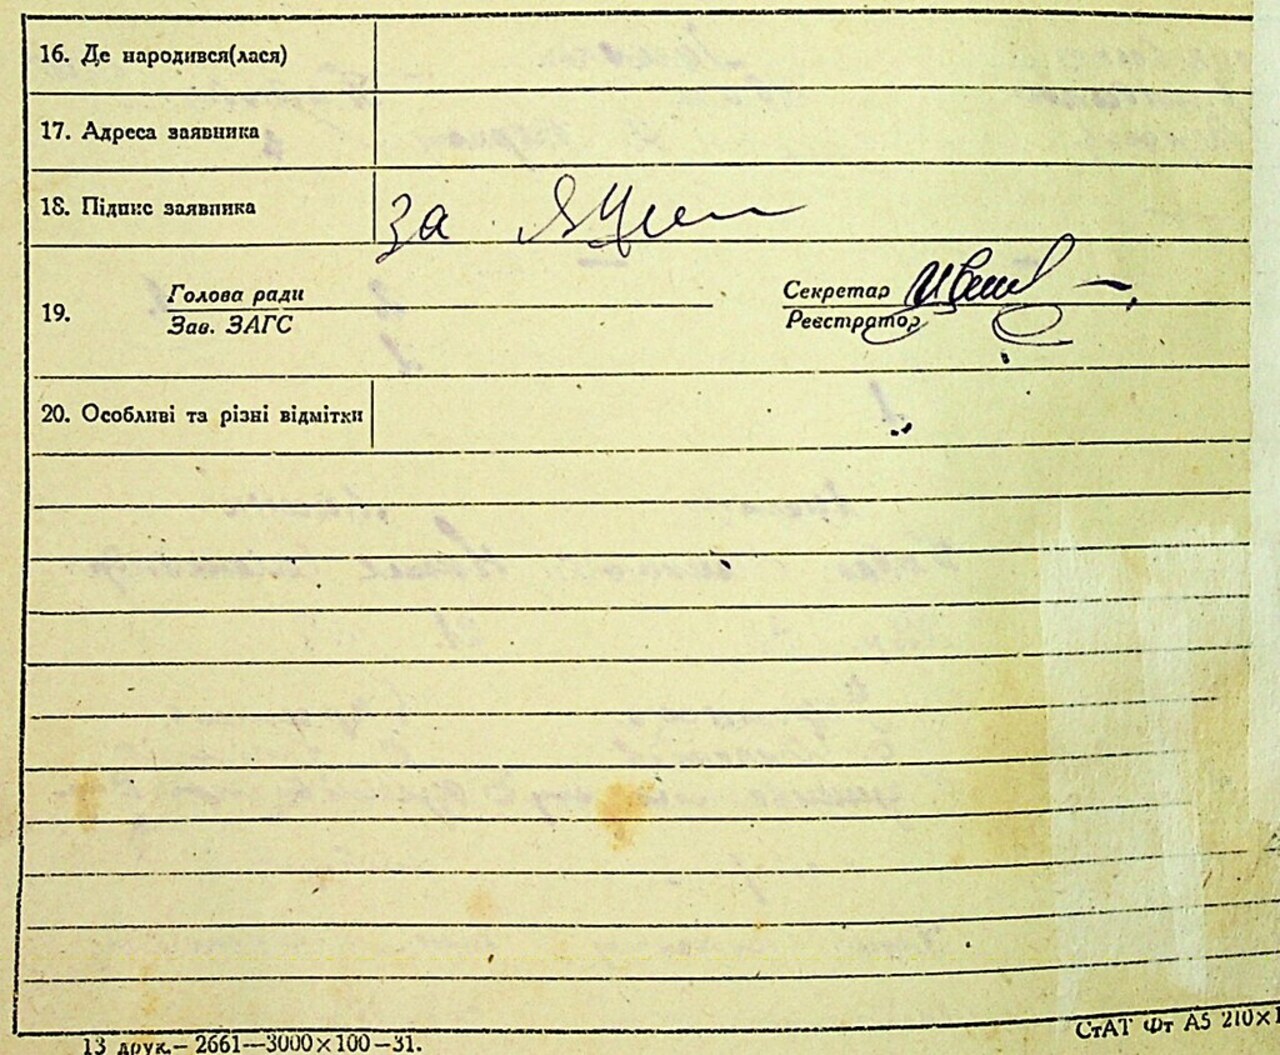 16. Де народився(лася)
17. Адреса заявника
18. Підпис заявника За
Голова ради Секретар
19.
Зав. ЗАГС Реєстратор
20. Особливі та різні відмітки
13 друк.– 2661—3000×100–31. СтАТ Фт А5 210×1